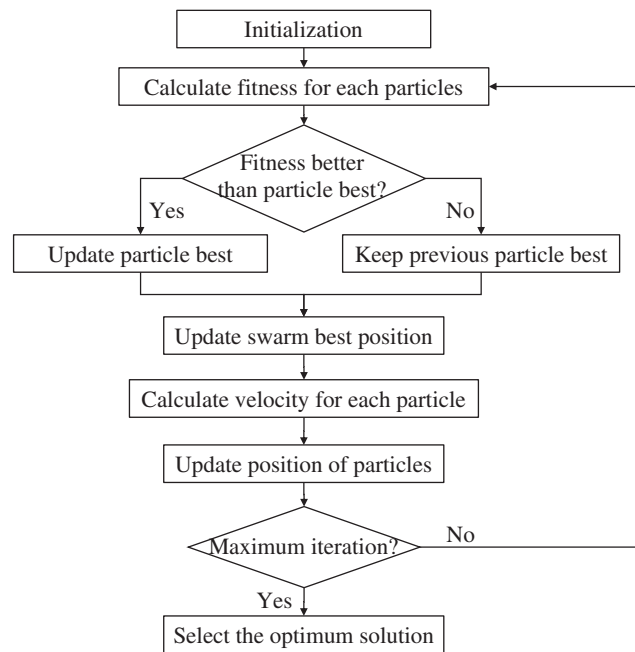 Initialization
Calculate fitness for each particles
Fitness better
than particle best?
Yes
No
Update particle best
Keep previous particle best
Update swarm best position
Calculate velocity for each particle
Update position of particles
Maximum iteration?
No
Yes
Select the optimum solution